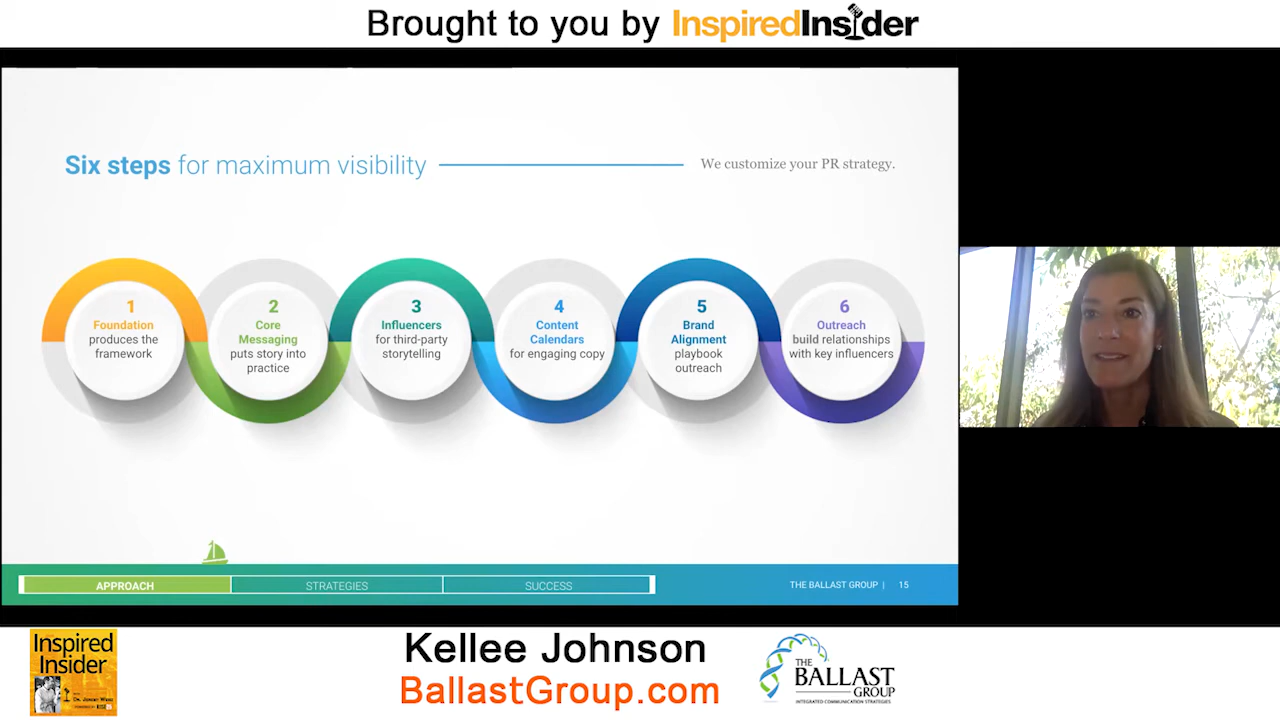 Brought to you by InspiredInsider
Six steps for maximum visibility
We customize your PR strategy.
1
Foundation
produces the
framework
2
Core
Messaging
puts story into
practice
3
Influencers
for third-party
storytelling
4
Content
Calendars
for engaging copy
5
Brand
Alignment
playbook
outreach
6
Outreach
build relationships
with key influencers
APPROACH
STRATEGIES
SUCCESS
THE BALLAST GROUP | 15
Inspired
Insider
Kellee Johnson
BallastGroup.com
THE
BALLAST
GROUP
INTEGRATED COMMUNICATION STRATEGIES